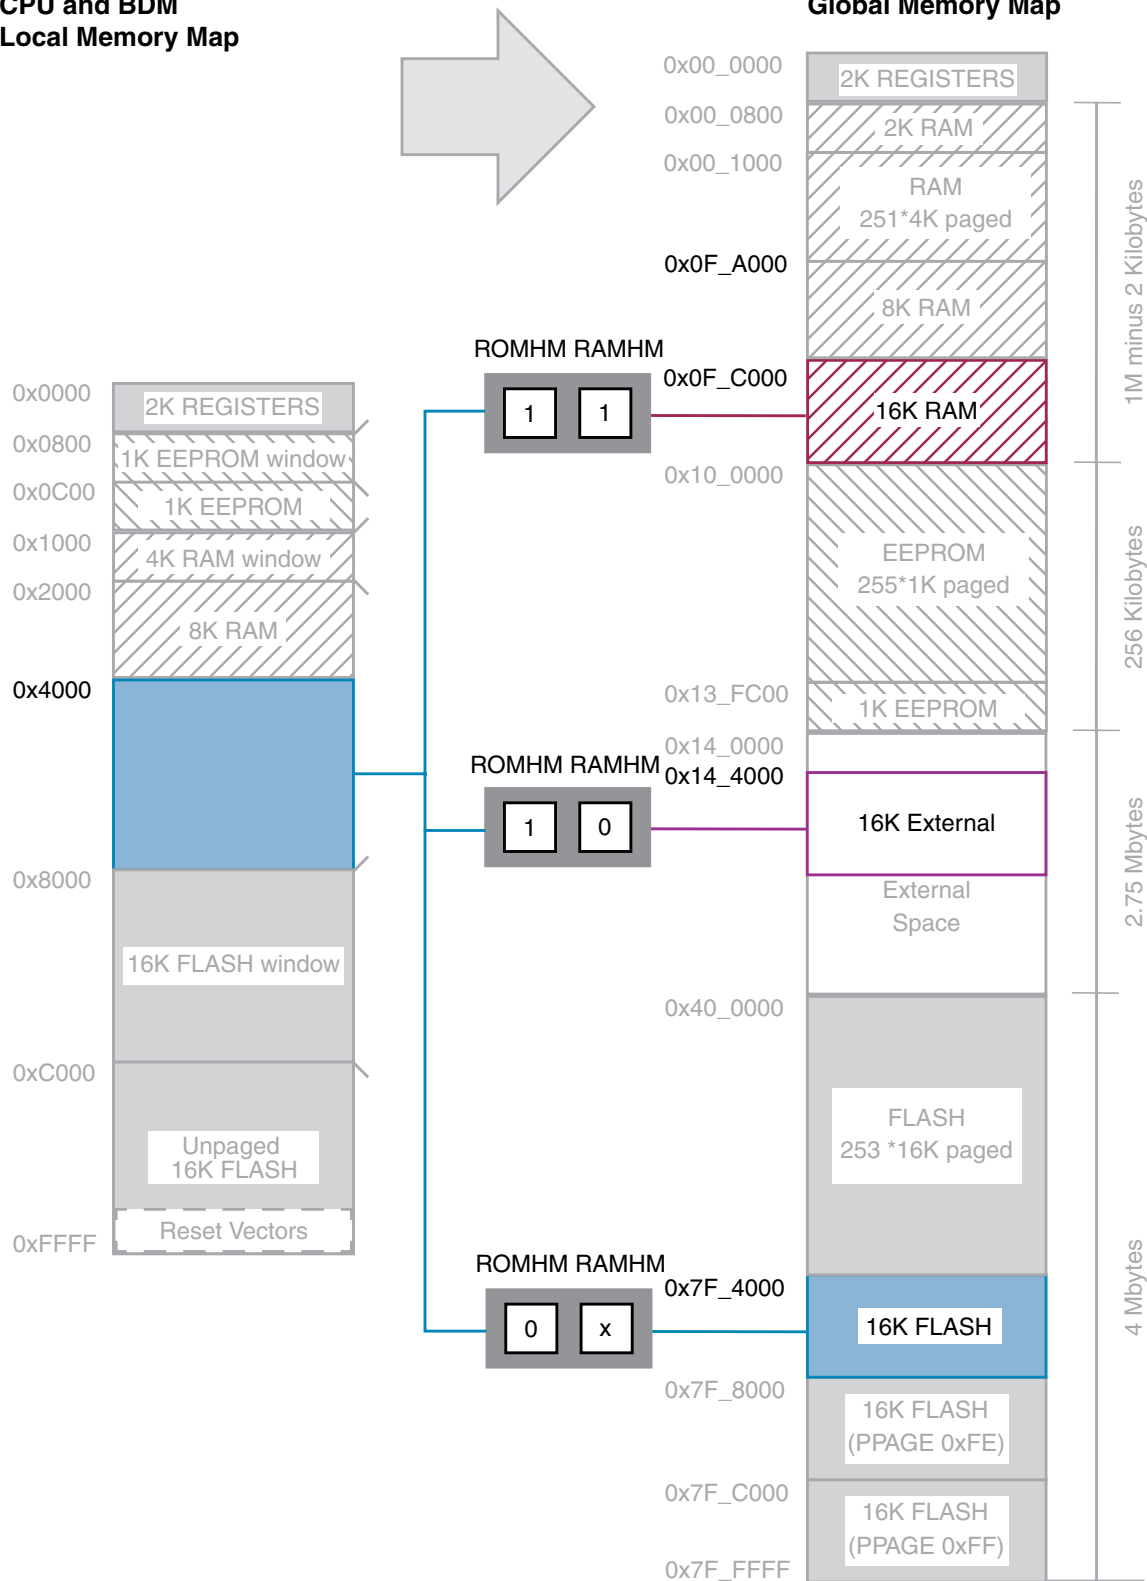 CPU and BDM
Local Memory Map
Global Memory Map
0x00_0000
2K REGISTERS
0x00_0800
2K RAM
0x00_1000
RAM
251*4K paged
0x0F_A000
8K RAM
1M minus 2 Kilobytes
ROMHM RAMHM
1 1
0x0F_C000
16K RAM
0x10_0000
EEPROM
255*1K paged
256 Kilobytes
0x13_FC00
1K EEPROM
0x14_0000
ROMHM RAMHM
1 0
0x14_4000
16K External
External
Space
2.75 Mbytes
0x40_0000
FLASH
253 *16K paged
ROMHM RAMHM
0 x
0x7F_4000
16K FLASH
4 Mbytes
0x7F_8000
16K FLASH
(PPAGE 0xFE)
0x7F_C000
16K FLASH
(PPAGE 0xFF)
0x7F_FFFF
0x0000
2K REGISTERS
0x0800
1K EEPROM window
0x0C00
1K EEPROM
0x1000
4K RAM window
0x2000
8K RAM
0x4000
0x8000
16K FLASH window
0xC000
Unpaged
16K FLASH
Reset Vectors
0xFFFF